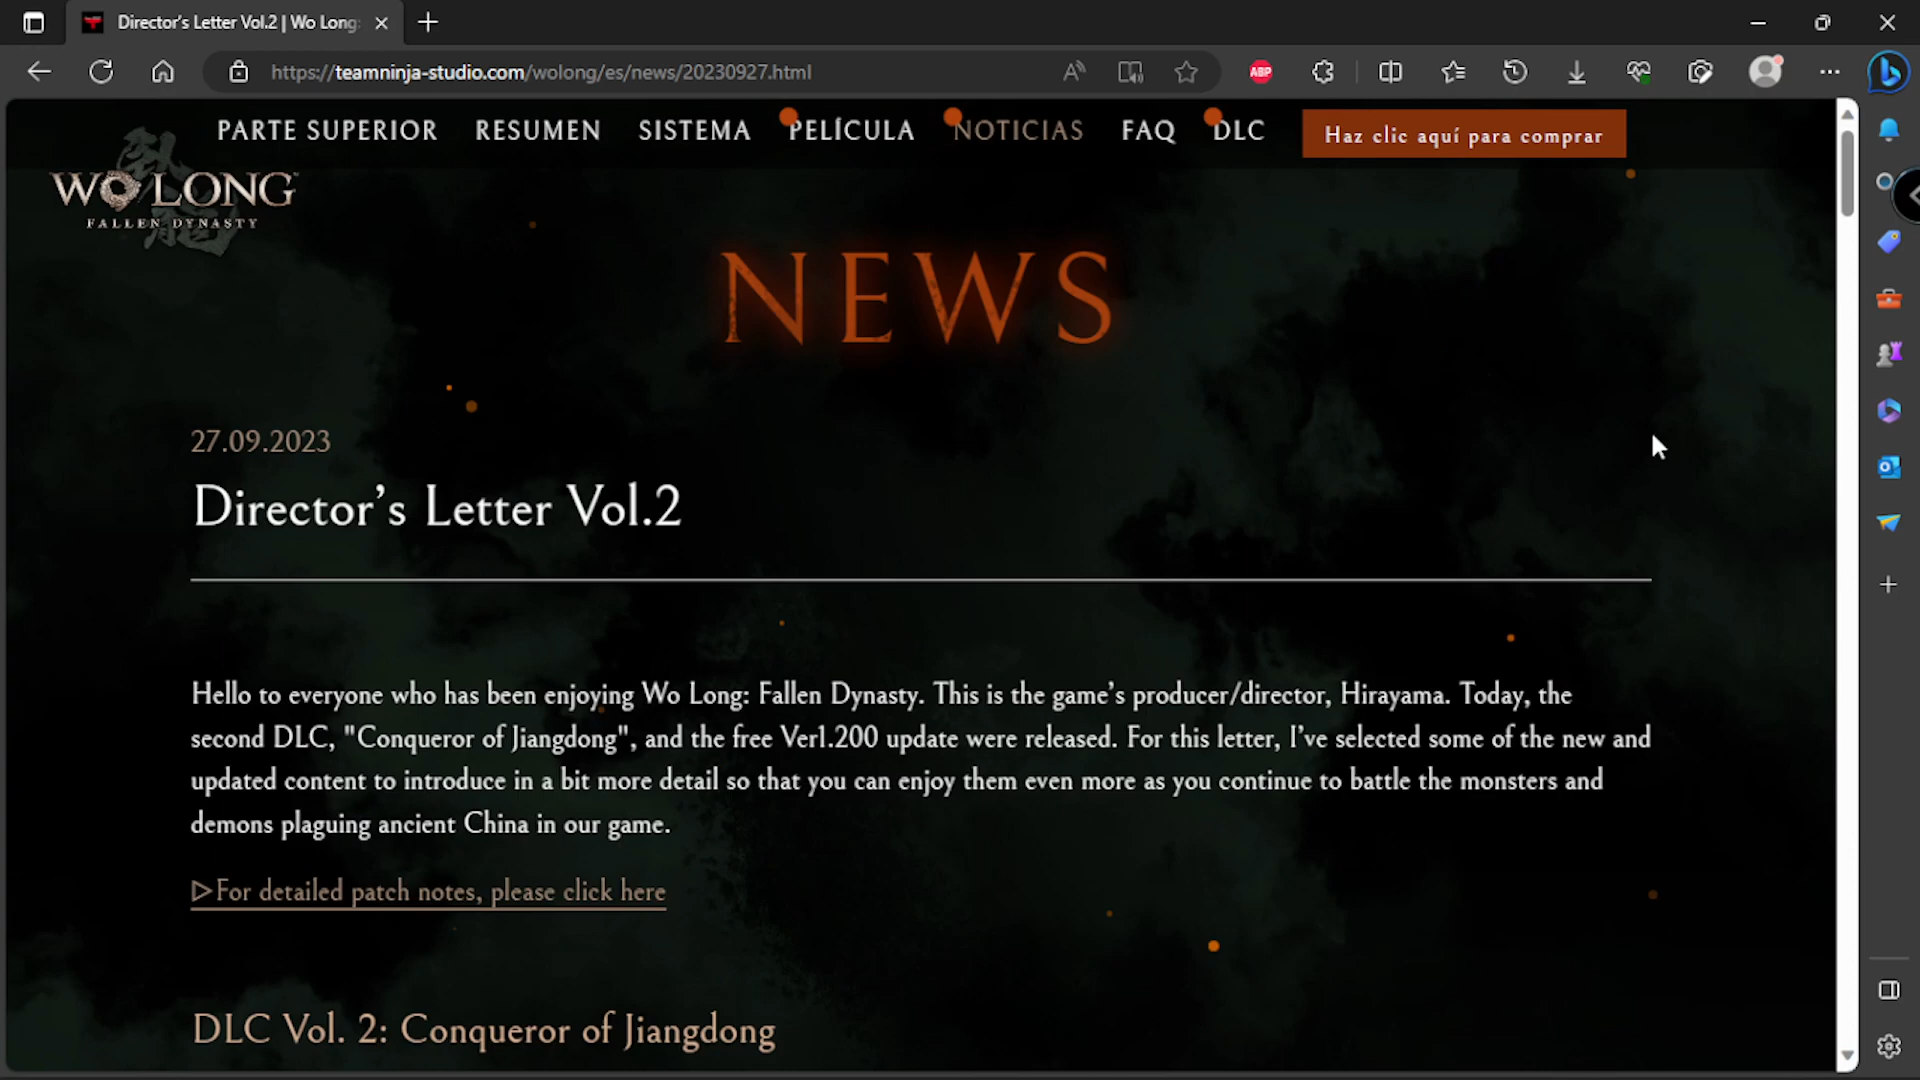 Director's Letter Vol.2 | Wo Long:
https://teamninja-studio.com/wolong/es/news/20230927.html
ABP
PARTE SUPERIOR RESUMEN SISTEMA PELÍCULA NOTICIAS FAQ DLC Haz clic aquí para comprar
臥龍
WO LONG
FALLEN DYNASTY
NEWS
27.09.2023
Director's Letter Vol.2
Hello to everyone who has been enjoying Wo Long: Fallen Dynasty. This is the game's producer/director, Hirayama. Today, the
second DLC, "Conqueror of Jiangdong", and the free Ver1.200 update were released. For this letter, I've selected some of the new and
updated content to introduce in a bit more detail so that you can enjoy them even more as you continue to battle the monsters and
demons plaguing ancient China in our game.
▷For detailed patch notes, please click here
DLC Vol. 2: Conqueror of Jiangdong